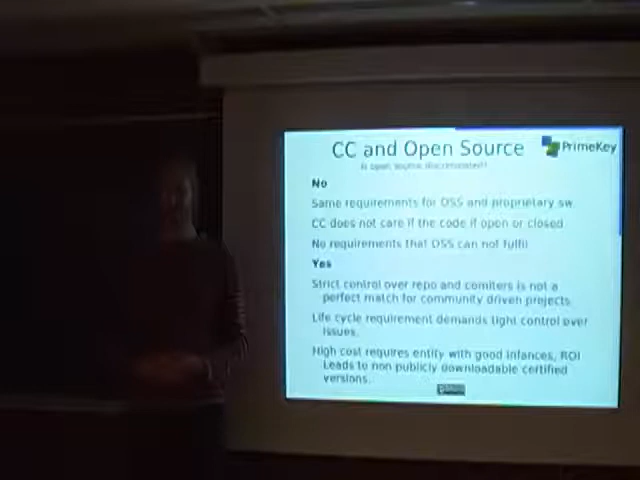 CC and Open Source
PrimeKey
Is open source discriminated?
No
Same requirements for OSS and proprietary sw.
CC does not care if the code if open or closed
No requirements that OSS can not fulfil
Yes
Strict control over repo and comiters is not a
perfect match for community driven projects.
Life cycle requirement demands tight control over
issues.
High cost requires entity with good infances, ROI
Leads to non publicly downloadable certified
versions.